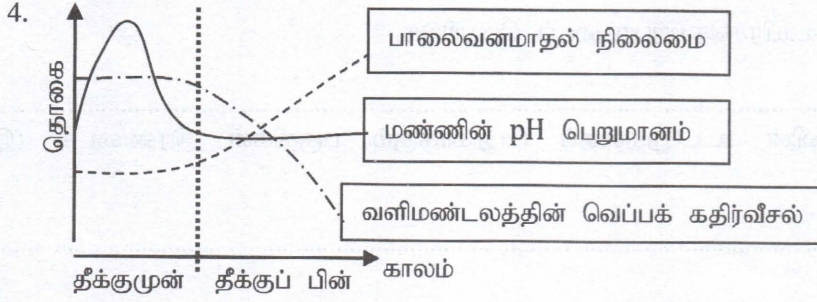 4.
தொகை
பாலைவனமாதல் நிலைமை
மண்ணின் pH பெறுமானம்
வளிமண்டலத்தின் வெப்பக் கதிர்வீசல்
தீக்குமுன் தீக்குப் பின் காலம்